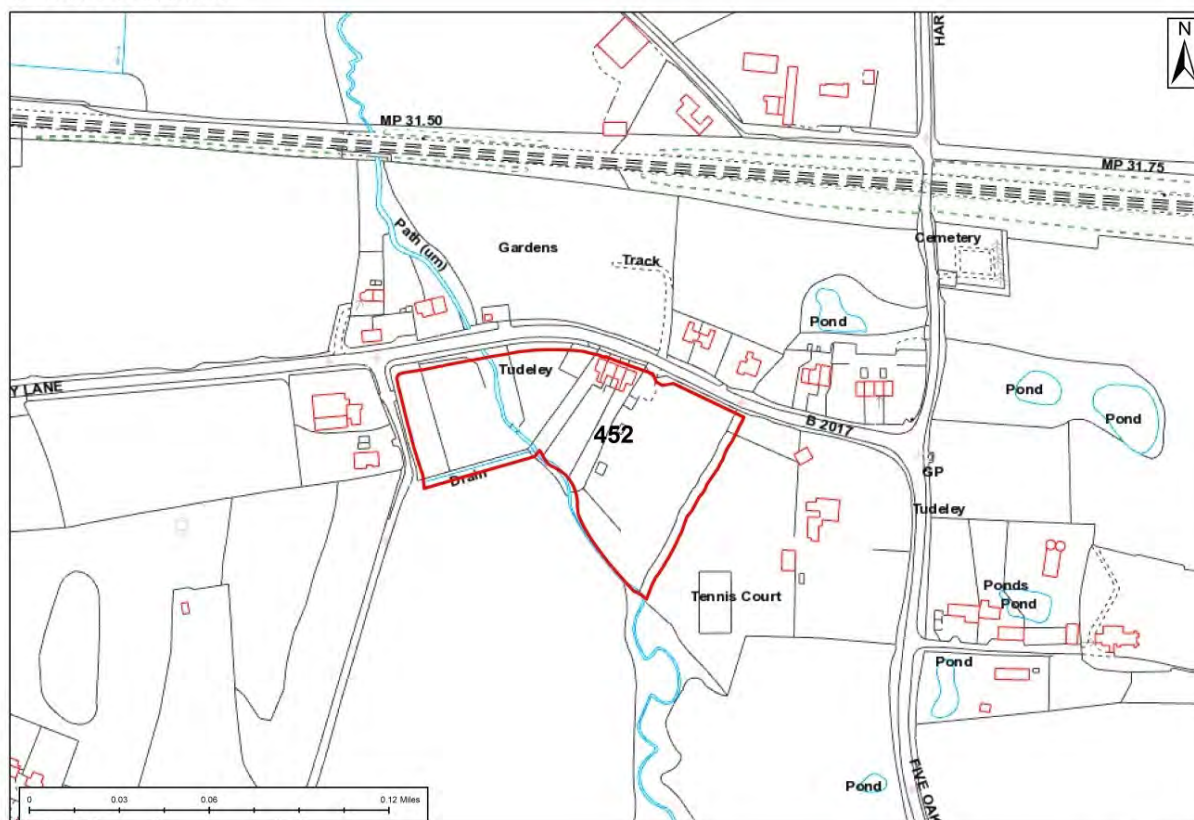 N
HAR
MP 31.50
MP 31.75
Path (um)
Gardens
Track
Cemetery
Pond
Y LANE
Tudeley
452
B 2017
Pond
Pond
Drain
GP
Tudeley
Ponds
Pond
Tennis Court
Pond
Pond
FIVE OAK
0 0.03 0.06 0.12 Miles